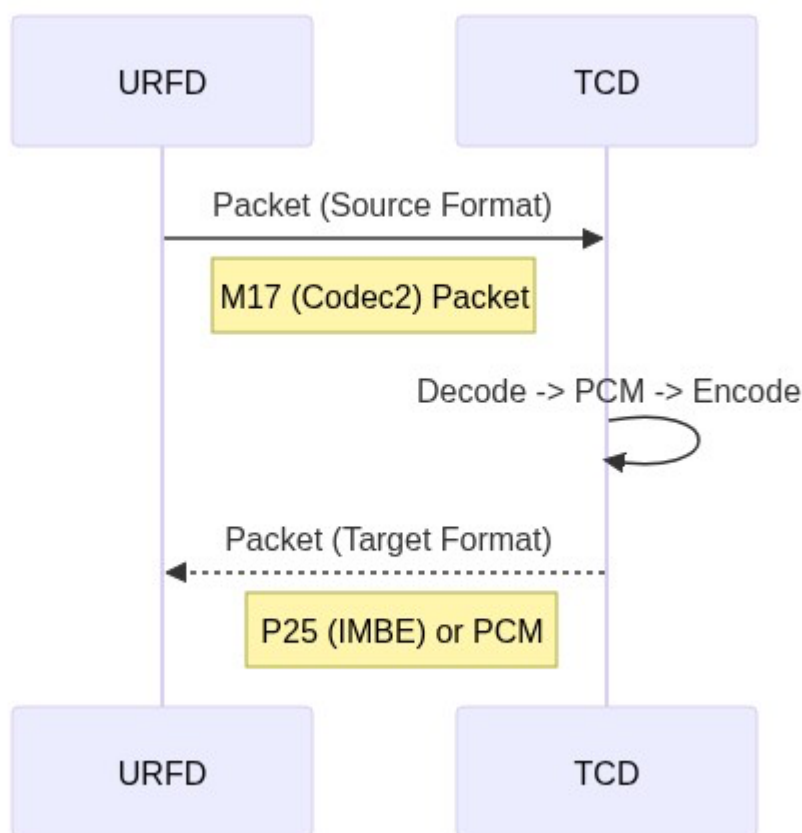 URFD
TCD
Packet (Source Format)
M17 (Codec2) Packet
Decode -> PCM -> Encode
Packet (Target Format)
P25 (IMBE) or PCM
URFD
TCD